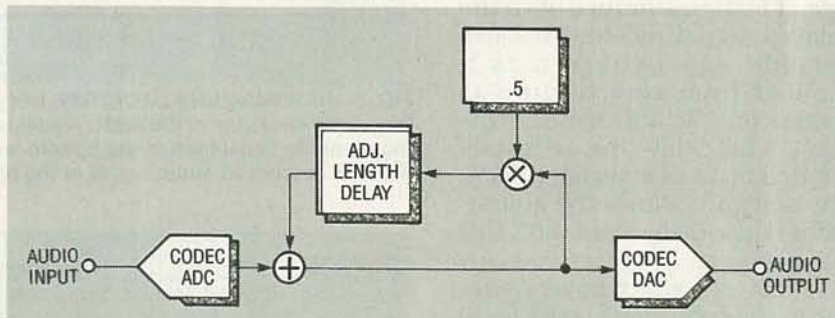 .5
ADJ.
LENGTH
DELAY
AUDIO
INPUT
CODEC
ADC
CODEC
DAC
AUDIO
OUTPUT